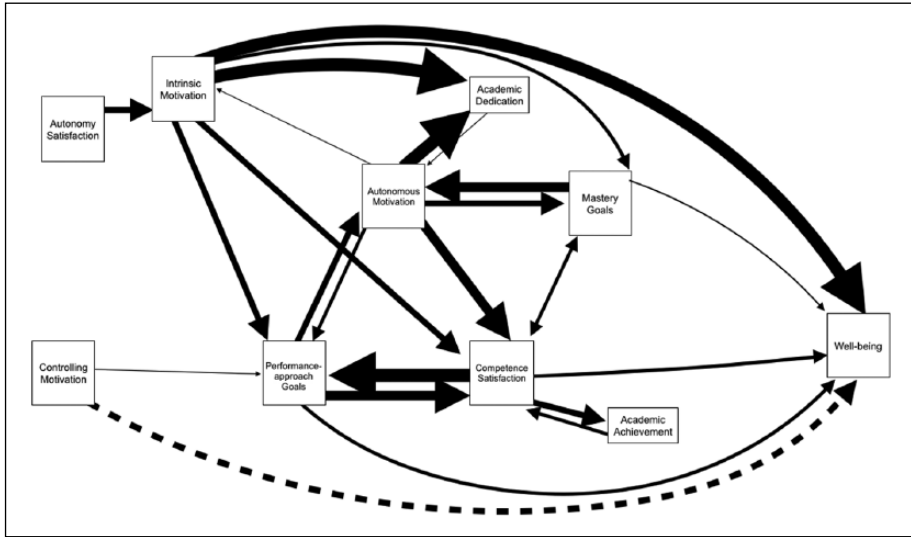 Intrinsic
Motivation
Academic
Dedication
Autonomy
Satisfaction
Autonomous
Motivation
Mastery
Goals
Controlling
Motivation
Performance-
approach
Goals
Competence
Satisfaction
Well-being
Academic
Achievement